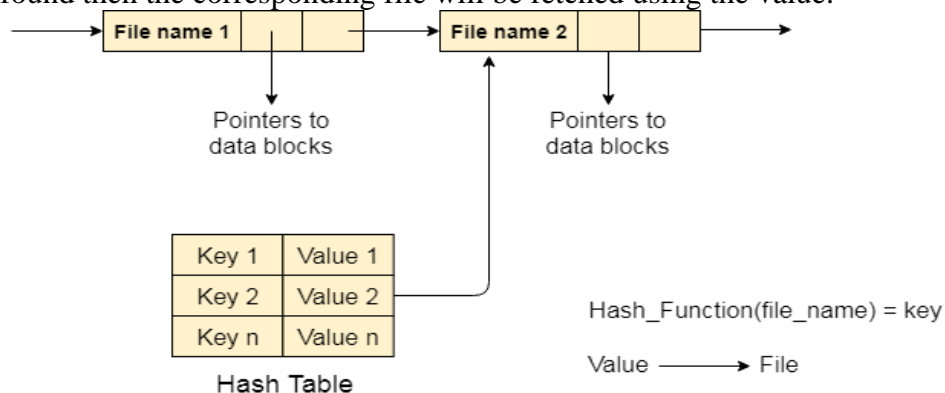 found then the corresponding file will be fetched using the value.
File name 1
File name 2
Pointers to
data blocks
Pointers to
data blocks
Key 1 Value 1
Key 2 Value 2
Key n Value n
Hash Table
Hash_Function(file_name) = key
Value File